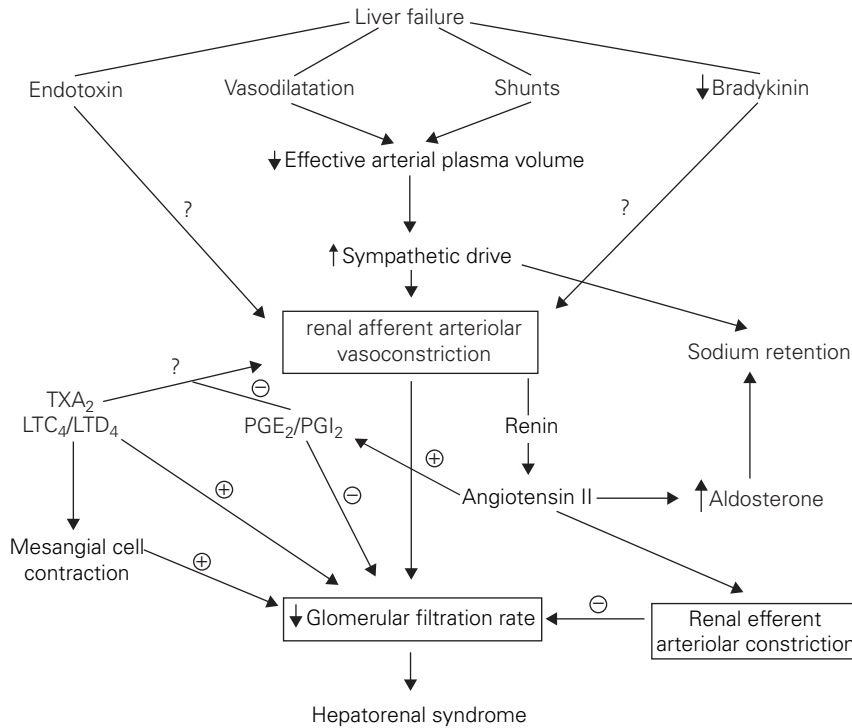 Liver failure
Endotoxin
Vasodilatation
Shunts
↓ Bradykinin
↓ Effective arterial plasma volume
?
?
↑ Sympathetic drive
renal afferent arteriolar
vasoconstriction
Sodium retention
?
⊖
TXA₂
LTC₄/LTD₄
PGE₂/PGI₂
Renin
⊕
⊕
⊖
Angiotensin II
↑ Aldosterone
Mesangial cell
contraction
⊕
↓ Glomerular filtration rate
⊖
Renal efferent
arteriolar constriction
Hepatorenal syndrome